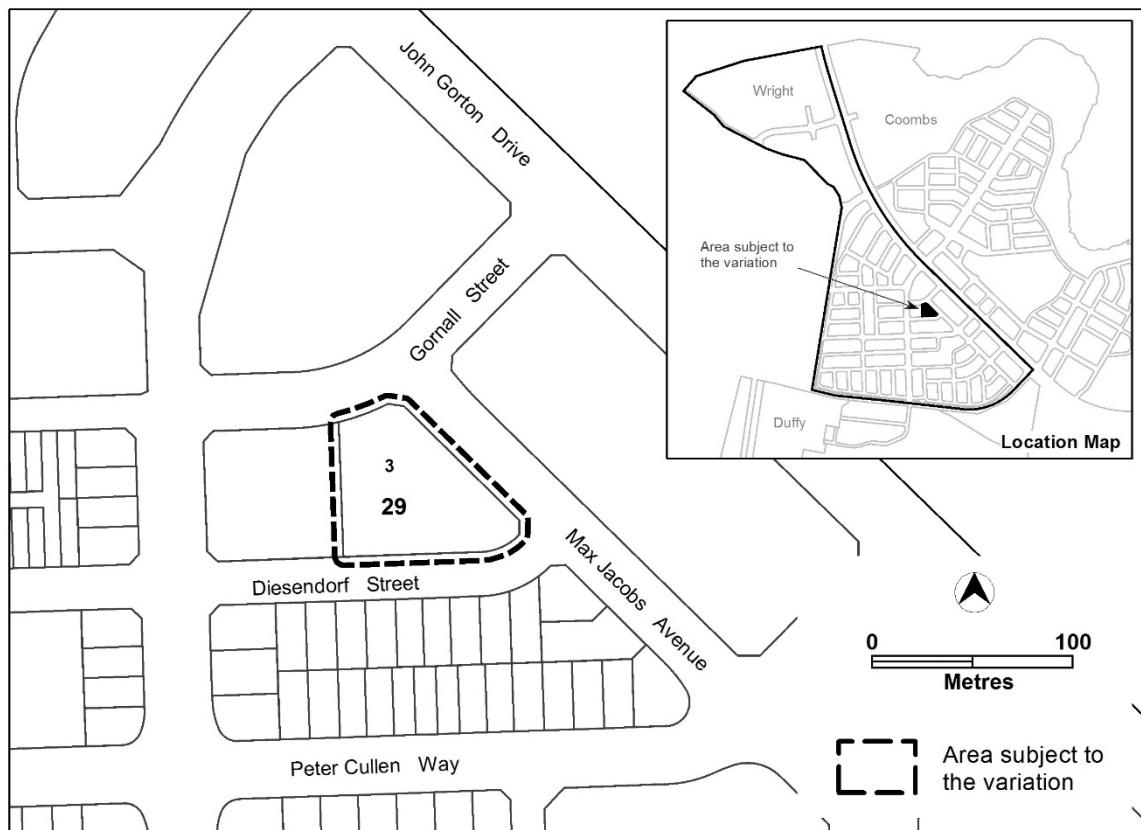 John Gorton Drive
Gornall Street
3
29
Diesendorf Street
Max Jacobs Avenue
Peter Cullen Way
Wright
Coombs
Area subject to
the variation
Duffy
Location Map
0 100
Metres
Area subject to
the variation